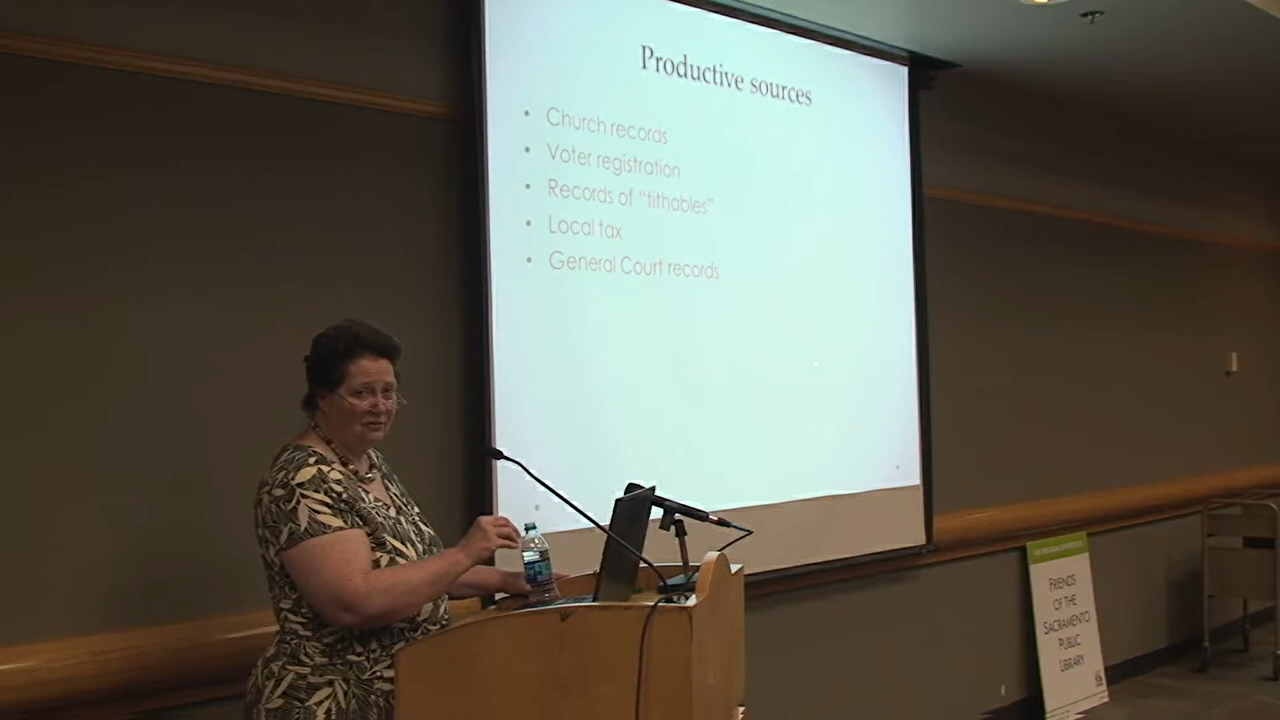 Productive sources
• Church records
• Voter registration
• Records of “tithables”
• Local tax
• General Court records
FRIENDS
OF THE
SACRAMENTO
PUBLIC
LIBRARY